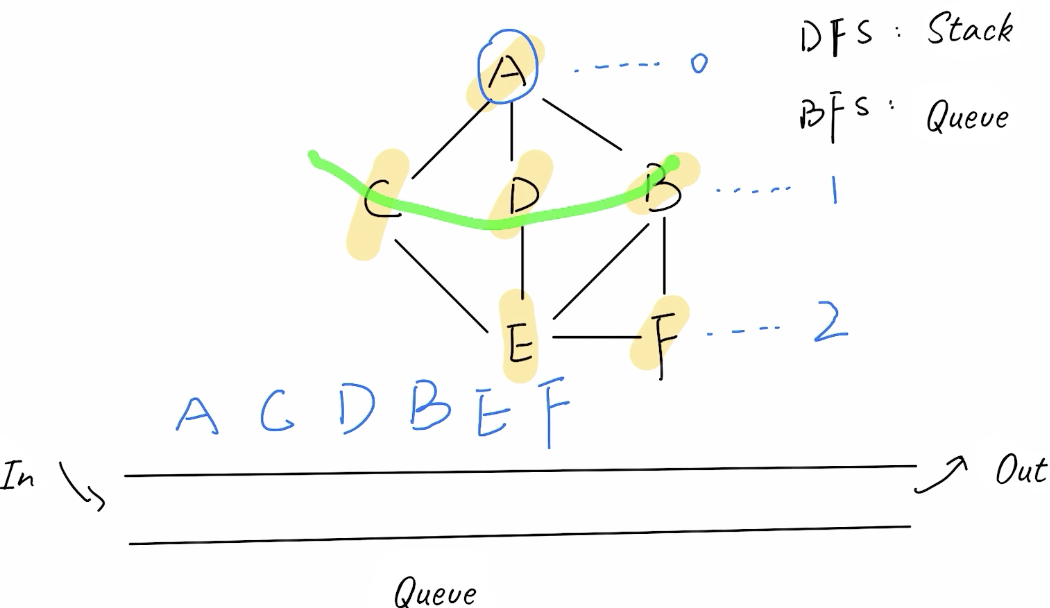 DFS : Stack
A ...... 0
BFS : Queue
C D B ...... 1
E F ...... 2
A C D B E F
In Out
Queue